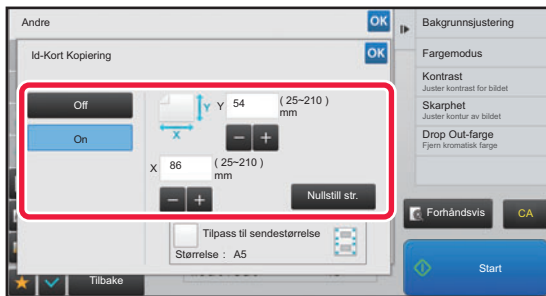 Andre
OK
Id-Kort Kopiering
OK
Off
On
Y
X
Y 54 ( 25~210 )
mm
X 86 ( 25~210 )
mm
Nullstill str.
Tilpass til sendestørrelse
Størrelse : A5
Tilbake
Bakgrunnsjustering
Fargemodus
Kontrast
Juster kontrast for bildet
Skarphet
Juster kontur av bildet
Drop Out-farge
Fjern kromatisk farge
Forhåndsvis
CA
Start